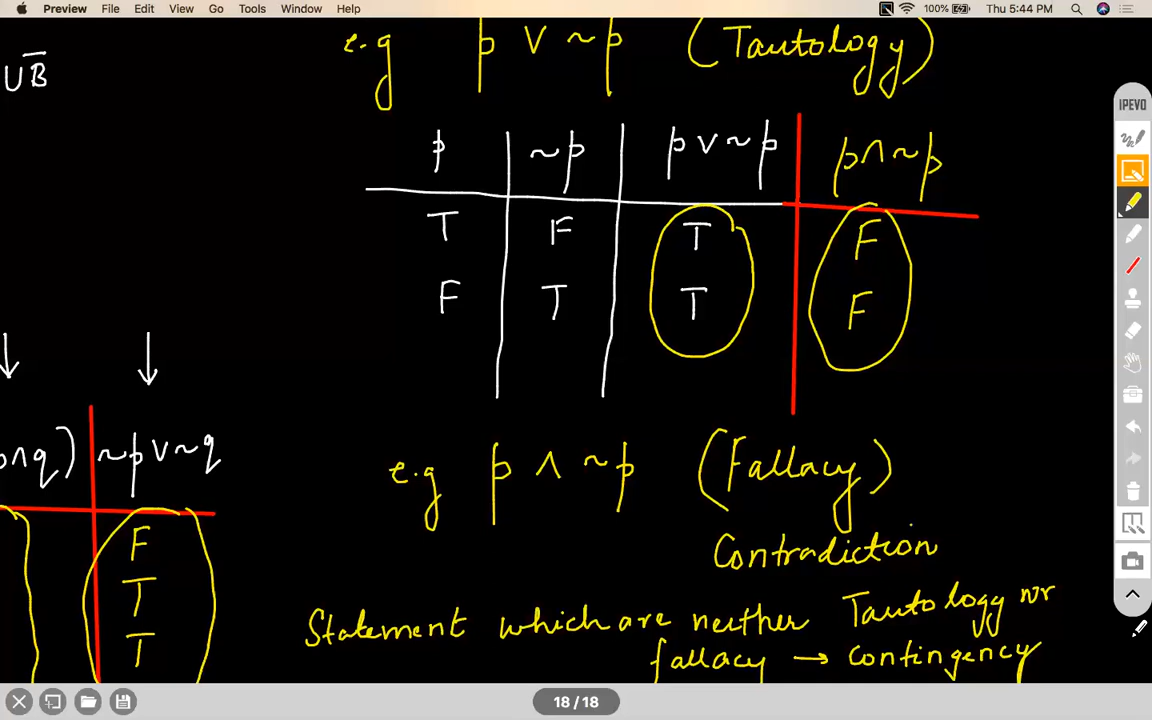 Preview File Edit View Go Tools Window Help 100% Thu 5:44 PM
e.g p ∨ ~p (Tautology)
∪B̅
p ~p p∨~p p∧~p
T F T F
F T T F
p∧q) ~p∨~q
e.g p ∧ ~p (Fallacy)
Contradiction
F
T
T
Statement which are neither Tautology nor
fallacy → contingency
IPEVO
18 / 18